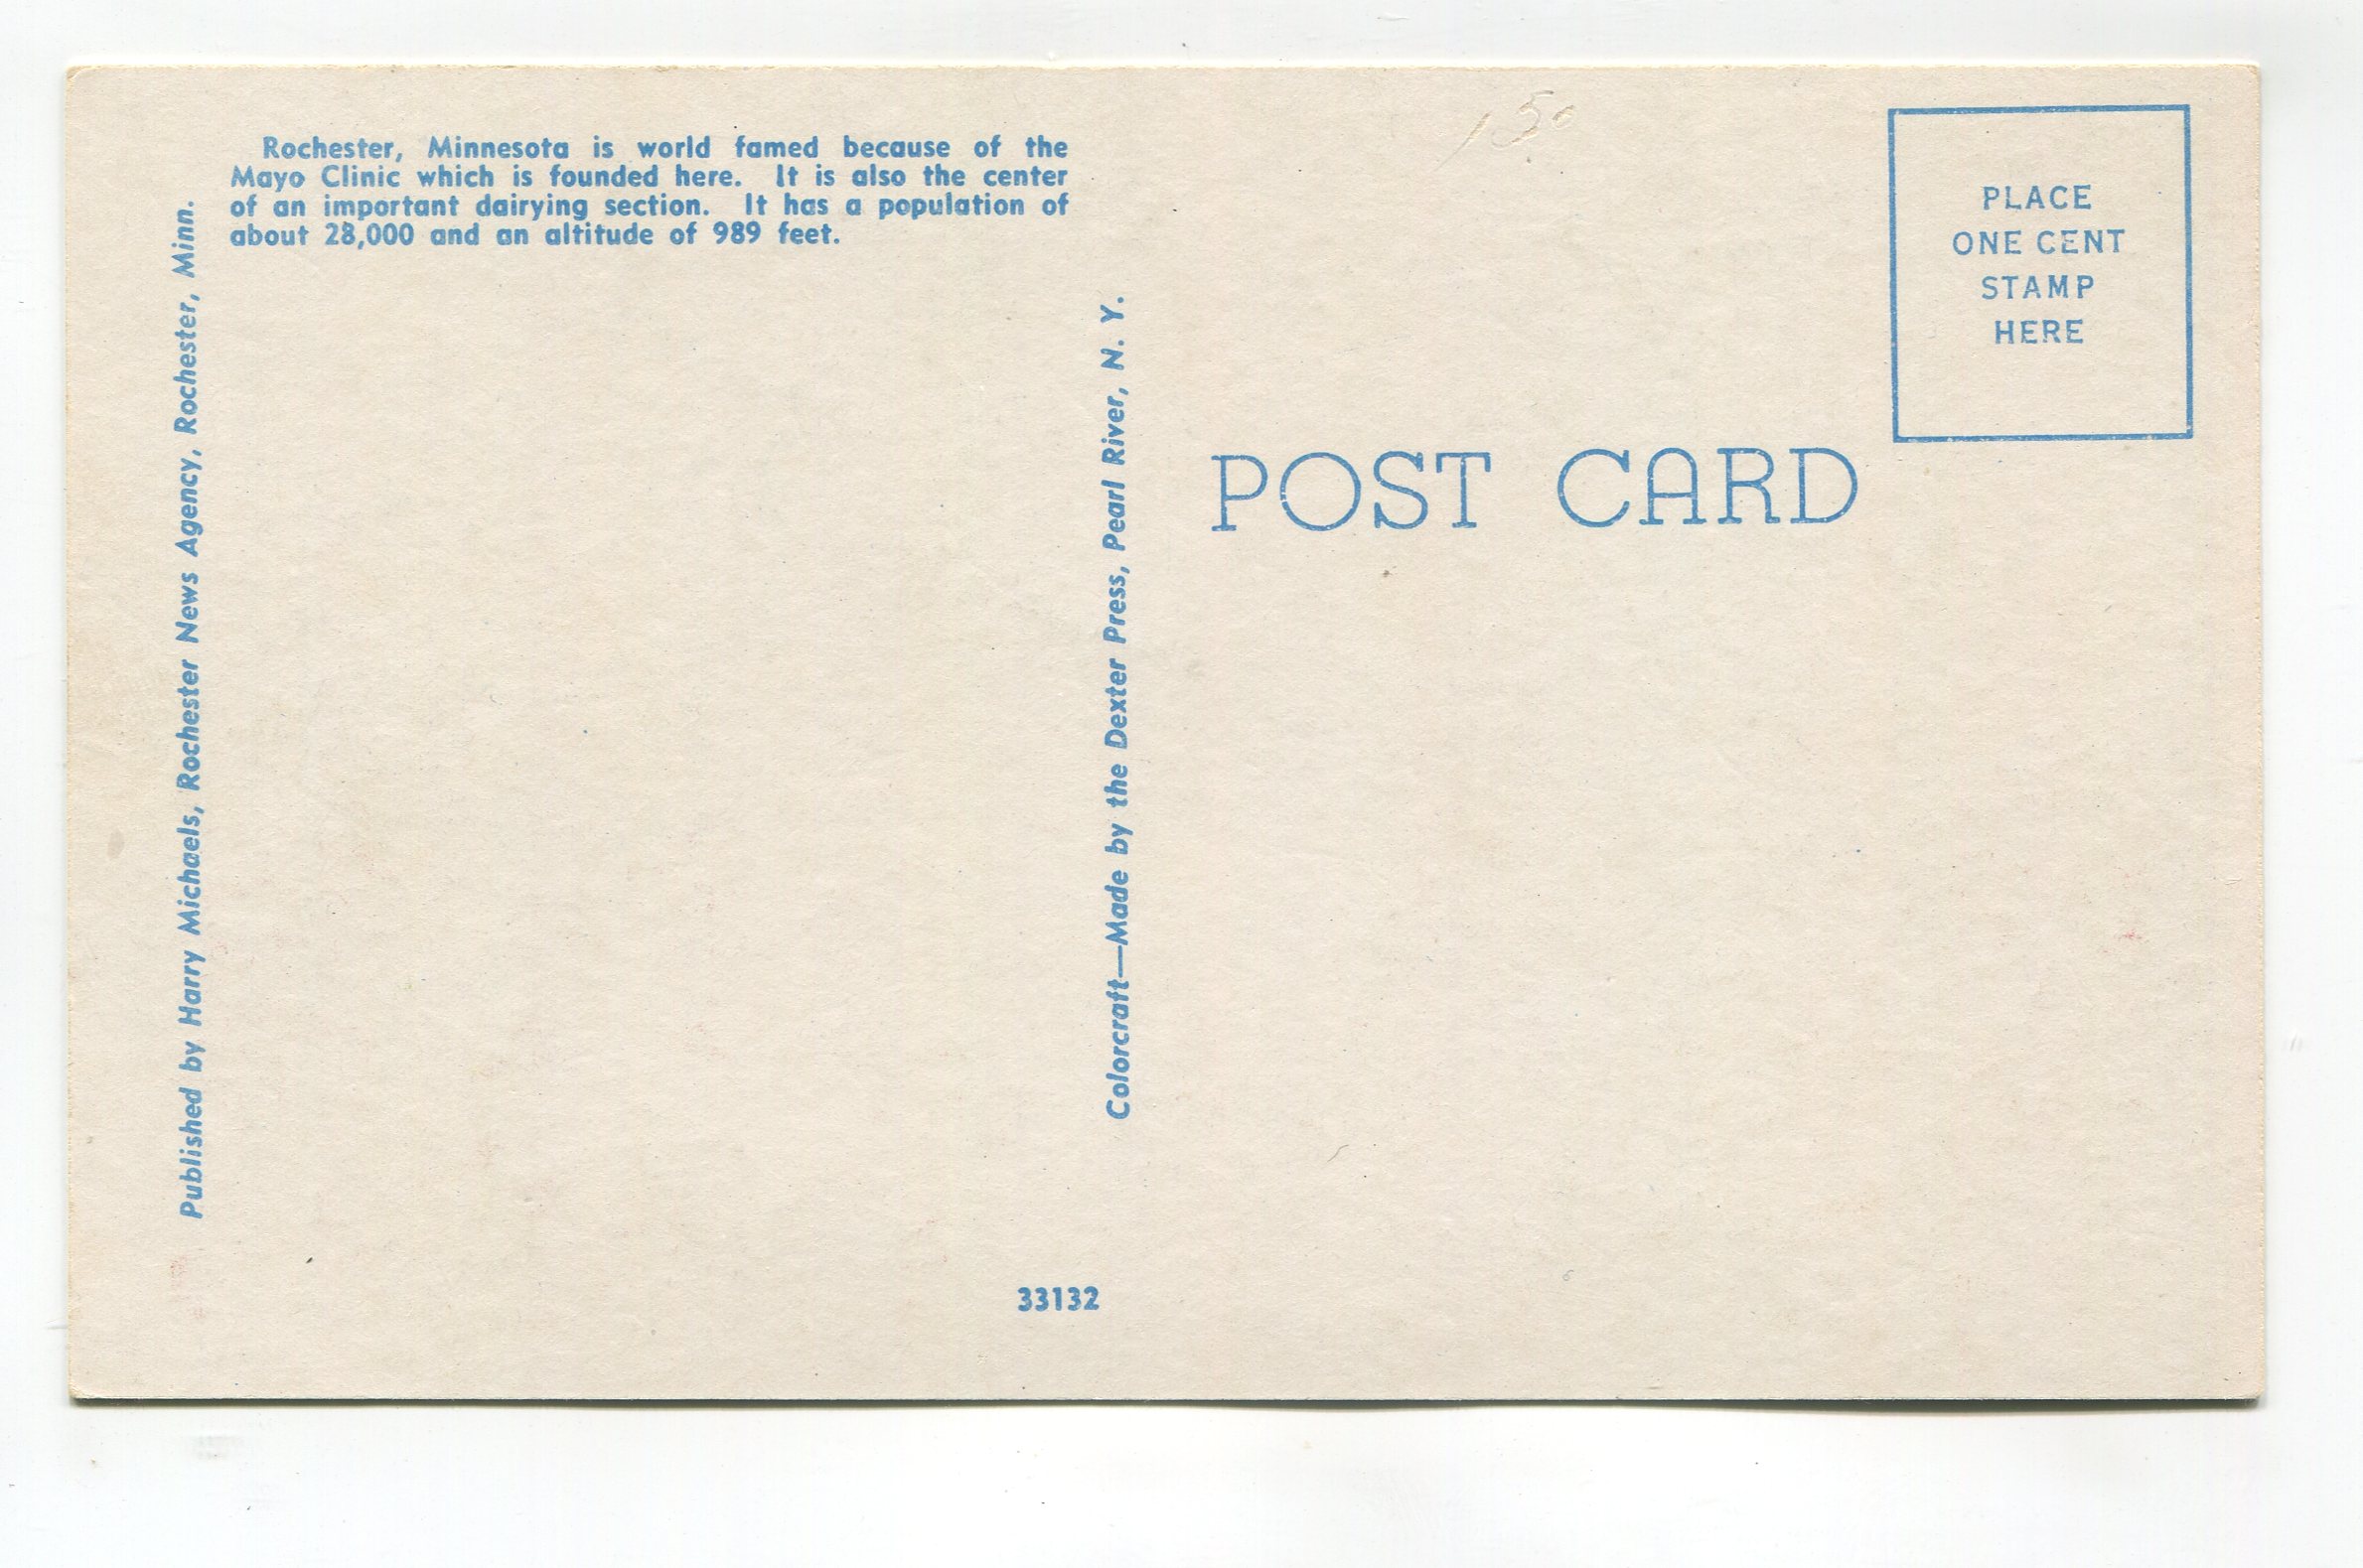 Rochester, Minnesota is world famed because of the
Mayo Clinic which is founded here. It is also the center
of an important dairying section. It has a population of
about 28,000 and an altitude of 989 feet.
Published by Harry Michaels, Rochester News Agency, Rochester, Minn.
Colorcraft—Made by the Dexter Press, Pearl River, N. Y.
33132
150
POST CARD
PLACE
ONE CENT
STAMP
HERE